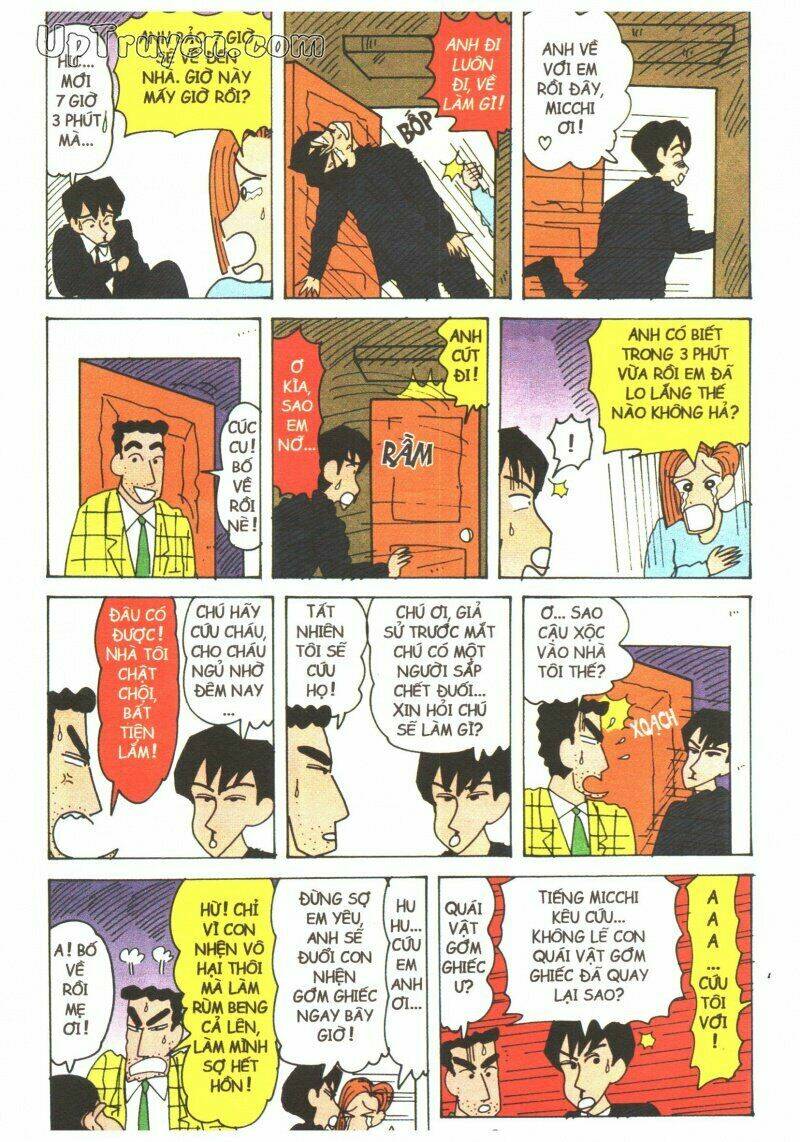 UpTruyen.com
ANH VỀ
VỚI EM
RỒI ĐÂY,
MICCHI
ƠI!
♡
ANH ĐI
LUÔN
ĐI, VỀ
LÀM GÌ!
BỐP
ANH BẢO 7 GIỜ
SẼ VỀ ĐẾN
NHÀ. GIỜ NÀY
MẤY GIỜ RỒI?
MỚI
7 GIỜ
3 PHÚT
MÀ...
ANH CÓ BIẾT
TRONG 3 PHÚT
VỪA RỒI EM ĐÃ
LO LẮNG THẾ
NÀO KHÔNG HẢ?
!
ANH
CÚT
ĐI!
Ơ
KÌA,
SAO
EM
NỠ...
RẦM
CÚC
CU! BỐ
VỀ RỒI
NÈ!
Ơ... SAO
CẬU XỘC
VÀO NHÀ
TÔI THẾ?
XOẠCH
CHÚ ƠI, GIẢ
SỬ TRƯỚC MẮT
CHÚ CÓ MỘT
NGƯỜI SẮP
CHẾT ĐUỐI...
XIN HỎI CHÚ
SẼ LÀM GÌ?
TẤT
NHIÊN
TÔI SẼ
CỨU
HỌ!
CHÚ HÃY
CỨU CHÁU,
CHO CHÁU
NGỦ NHỜ
ĐÊM NAY
...
ĐÂU CÓ
ĐƯỢC!
NHÀ TÔI
CHẬT
CHỘI,
BẤT
TIỆN
LẮM!
A
A
A
... CỨU
TÔI
VỚI!
TIẾNG MICCHI
KÊU CỨU...
KHÔNG LẼ CON
QUÁI VẬT GỚM
GHIẾC ĐÃ QUAY
LẠI SAO?
QUÁI
VẬT
GỚM
GHIẾC
Ư?
HU
HU...
CỨU
EM
ANH
ƠI...
ĐỪNG SỢ
EM YÊU,
ANH SẼ
ĐUỔI CON
NHỆN
GỚM GHIẾC
NGAY BÂY
GIỜ!
HỪ! CHỈ
VÌ CON
NHỆN VÔ
HẠI THÔI
MÀ LÀM
RÙM BENG
CẢ LÊN,
LÀM MÌNH
SỢ HẾT
HỒN!
A! BỐ
VỀ
RỒI
MẸ
ƠI!